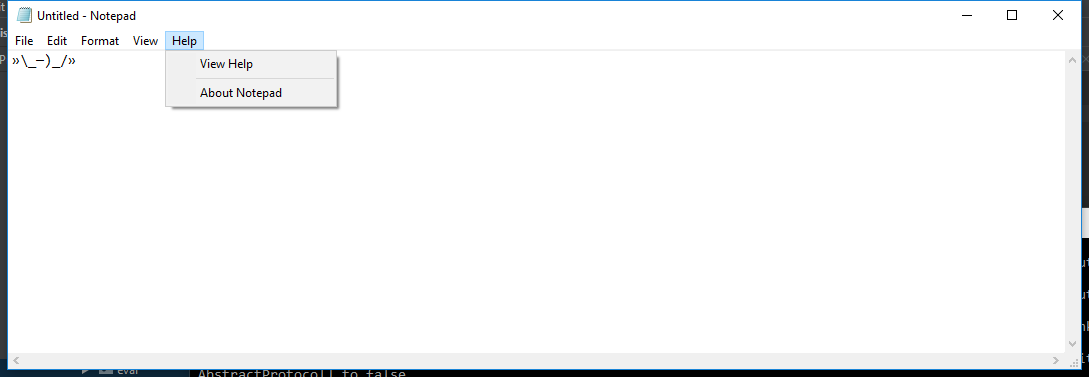 Untitled - Notepad
File Edit Format View Help
»\_–)_/»
View Help
About Notepad
eval
AbstractProtocol] to false